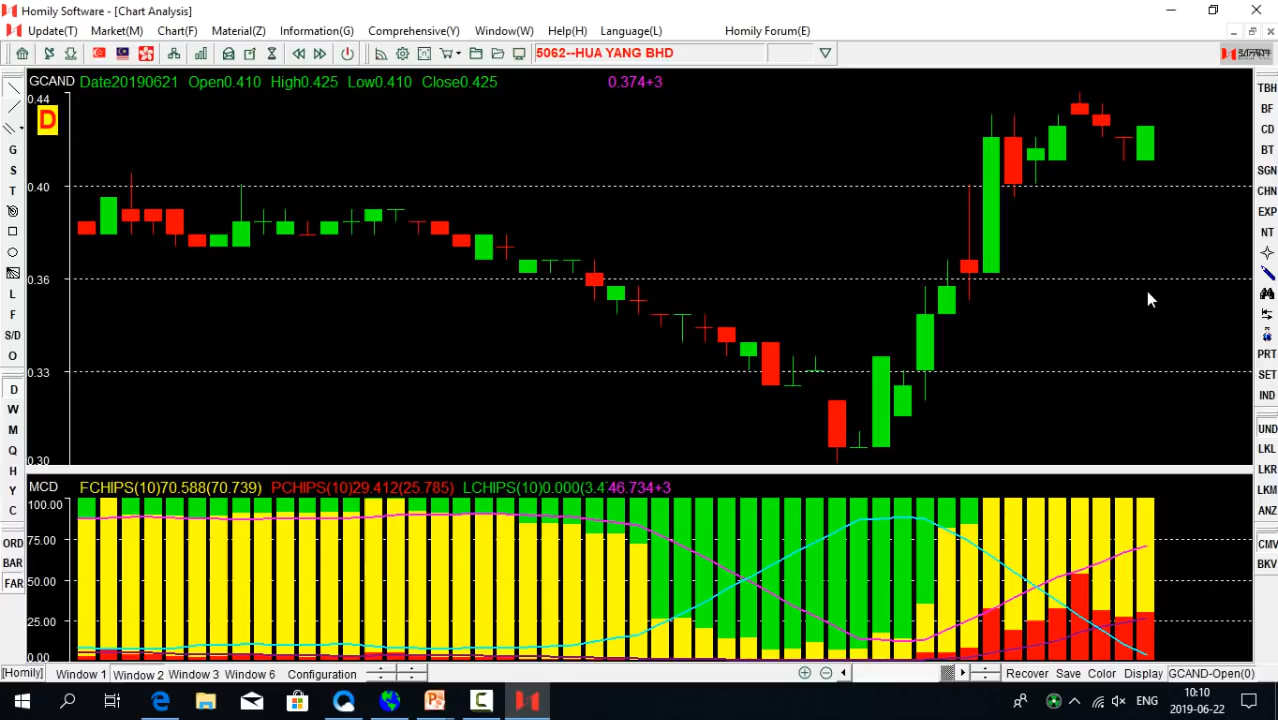 Homily Software - [Chart Analysis]
Update(T) Market(M) Chart(F) Material(Z) Information(G) Comprehensive(Y) Window(W) Help(H) Language(L) Homily Forum(E)
5062--HUA YANG BHD
GCAND Date20190621 Open0.410 High0.425 Low0.410 Close0.425 0.374+3
0.44
D
0.40
0.36
0.33
0.30
MCD FCHIPS(10)70.588(70.739) PCHIPS(10)29.412(25.785) LCHIPS(10)0.000(3.4 46.734+3
100.00
75.00
50.00
25.00
0.00
G
S
T
L
F
S/D
O
D
W
M
Q
H
Y
C
ORD
BAR
FAR
TBH
BF
CD
BT
SGN
CHN
EXP
NT
PRT
SET
IND
UND
LKL
LKR
LKM
ANZ
CMV
BKV
[Homily] Window 1 Window 2 Window 3 Window 6 Configuration Recover Save Color Display GCAND-Open(0)
ENG
10:10
2019-06-22